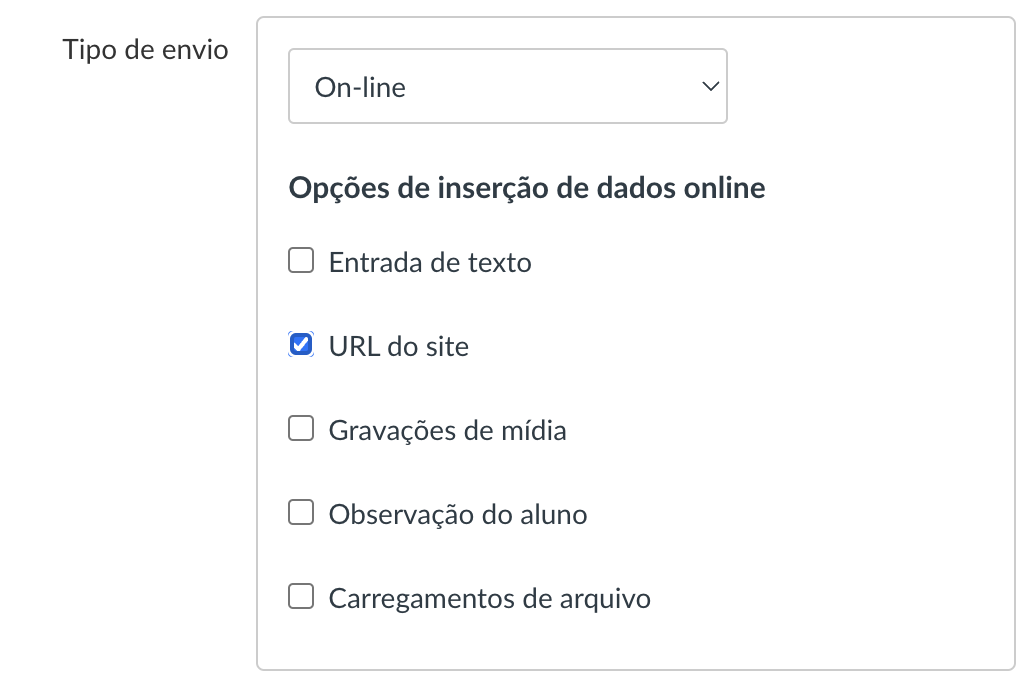 Tipo de envio
On-line
Opções de inserção de dados online
Entrada de texto
URL do site
Gravações de mídia
Observação do aluno
Carregamentos de arquivo